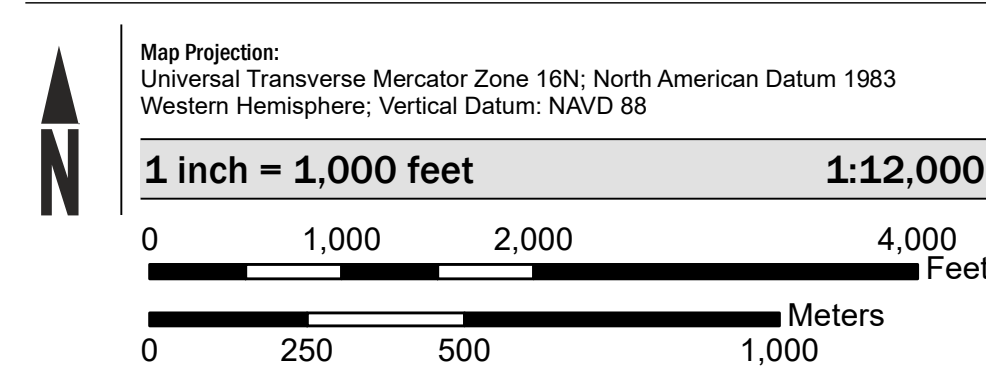 Map Projection:
Universal Transverse Mercator Zone 16N; North American Datum 1983
Western Hemisphere; Vertical Datum: NAVD 88
N
1 inch = 1,000 feet 1:12,000
0 1,000 2,000 4,000
Feet
Meters
0 250 500 1,000